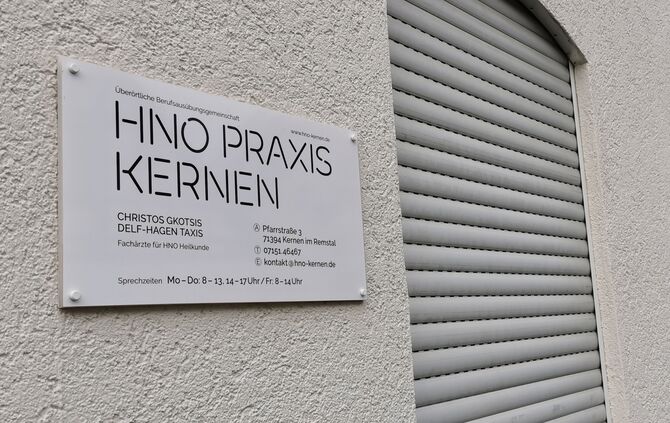 Überörtliche Berufsausübungsgemeinschaft
www.hno-kernen.de
HNO PRAXIS
KERNEN
CHRISTOS GKOTSIS
DELF-HAGEN TAXIS
Fachärzte für HNO Heilkunde
A Pfarrstraße 3
71394 Kernen im Remstal
T 07151.46467
E kontakt@hno-kernen.de
Sprechzeiten Mo – Do: 8 – 13, 14 – 17 Uhr / Fr: 8 – 14 Uhr